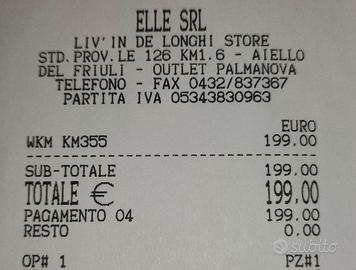 ELLE SRL
LIV'IN DE LONGHI STORE
STD.PROV.LE 126 KM1.6 - AIELLO
DEL FRIULI - OUTLET PALMANOVA
TELEFONO - FAX 0432/837367
PARTITA IVA 05343830963
EURO
WKM KM355 199.00
SUB-TOTALE 199.00
TOTALE € 199.00
PAGAMENTO 04 199.00
RESTO 0.00
OP# 1 PZ#1
subito